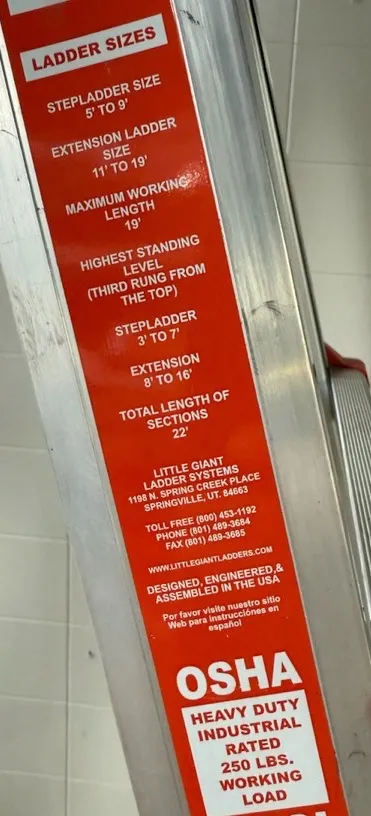 LADDER SIZES
STEPLADDER SIZE
5' TO 9'
EXTENSION LADDER
SIZE
11' TO 19'
MAXIMUM WORKING
LENGTH
19'
HIGHEST STANDING
LEVEL
(THIRD RUNG FROM
THE TOP)
STEPLADDER
3' TO 7'
EXTENSION
8' TO 16'
TOTAL LENGTH OF
SECTIONS
22'
LITTLE GIANT
LADDER SYSTEMS
1198 N. SPRING CREEK PLACE
SPRINGVILLE, UT. 84663
TOLL FREE (800) 453-1192
PHONE (801) 489-3684
FAX (801) 489-3685
WWW.LITTLEGIANTLADDERS.COM
DESIGNED, ENGINEERED,&
ASSEMBLED IN THE USA
Por favor visite nuestro sitio
Web para instrucciónes en
español
OSHA
HEAVY DUTY
INDUSTRIAL
RATED
250 LBS.
WORKING
LOAD